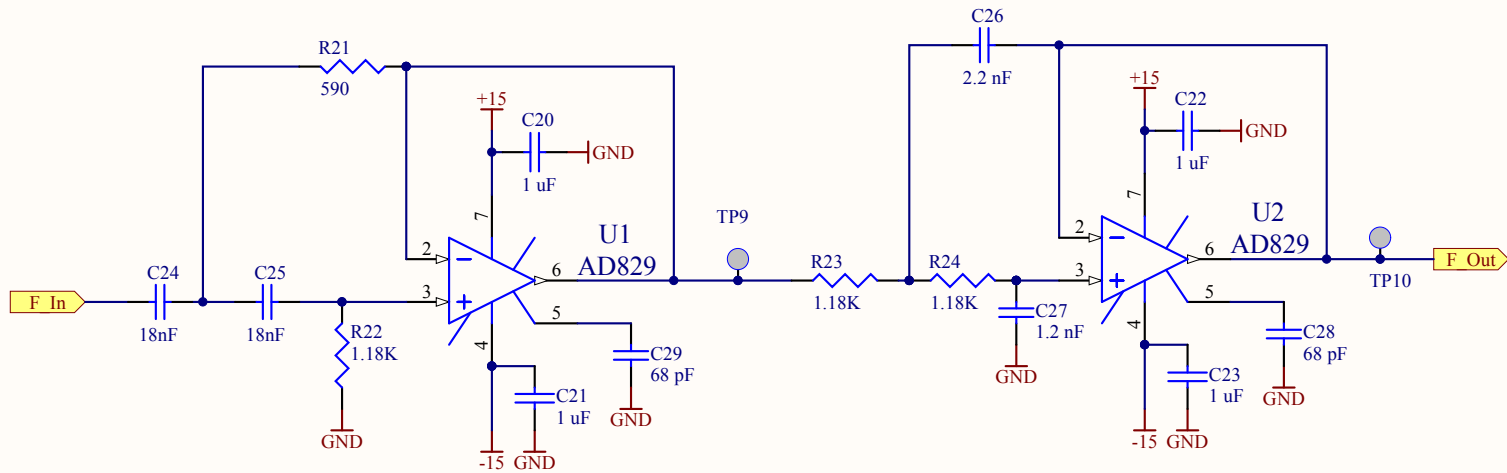 C26
2.2 nF
R21
590
+15
C20
1 uF
GND
+15
C22
1 uF
GND
7
7
TP9
U1
AD829
U2
AD829
2
3
6
5
4
2
3
6
5
4
F_In
C24
18nF
C25
18nF
R22
1.18K
GND
R23
1.18K
R24
1.18K
C27
1.2 nF
GND
TP10
F_Out
C29
68 pF
GND
C21
1 uF
-15
GND
C28
68 pF
GND
C23
1 uF
-15
GND